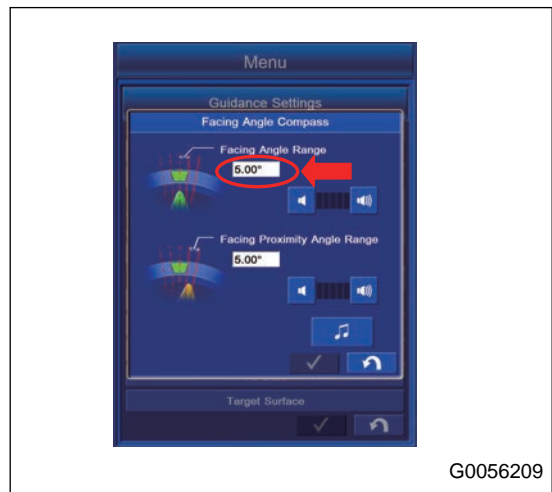 Menu
Guidance Settings
Facing Angle Compass
Facing Angle Range
5.00°
Facing Proximity Angle Range
5.00°
Target Surface
G0056209